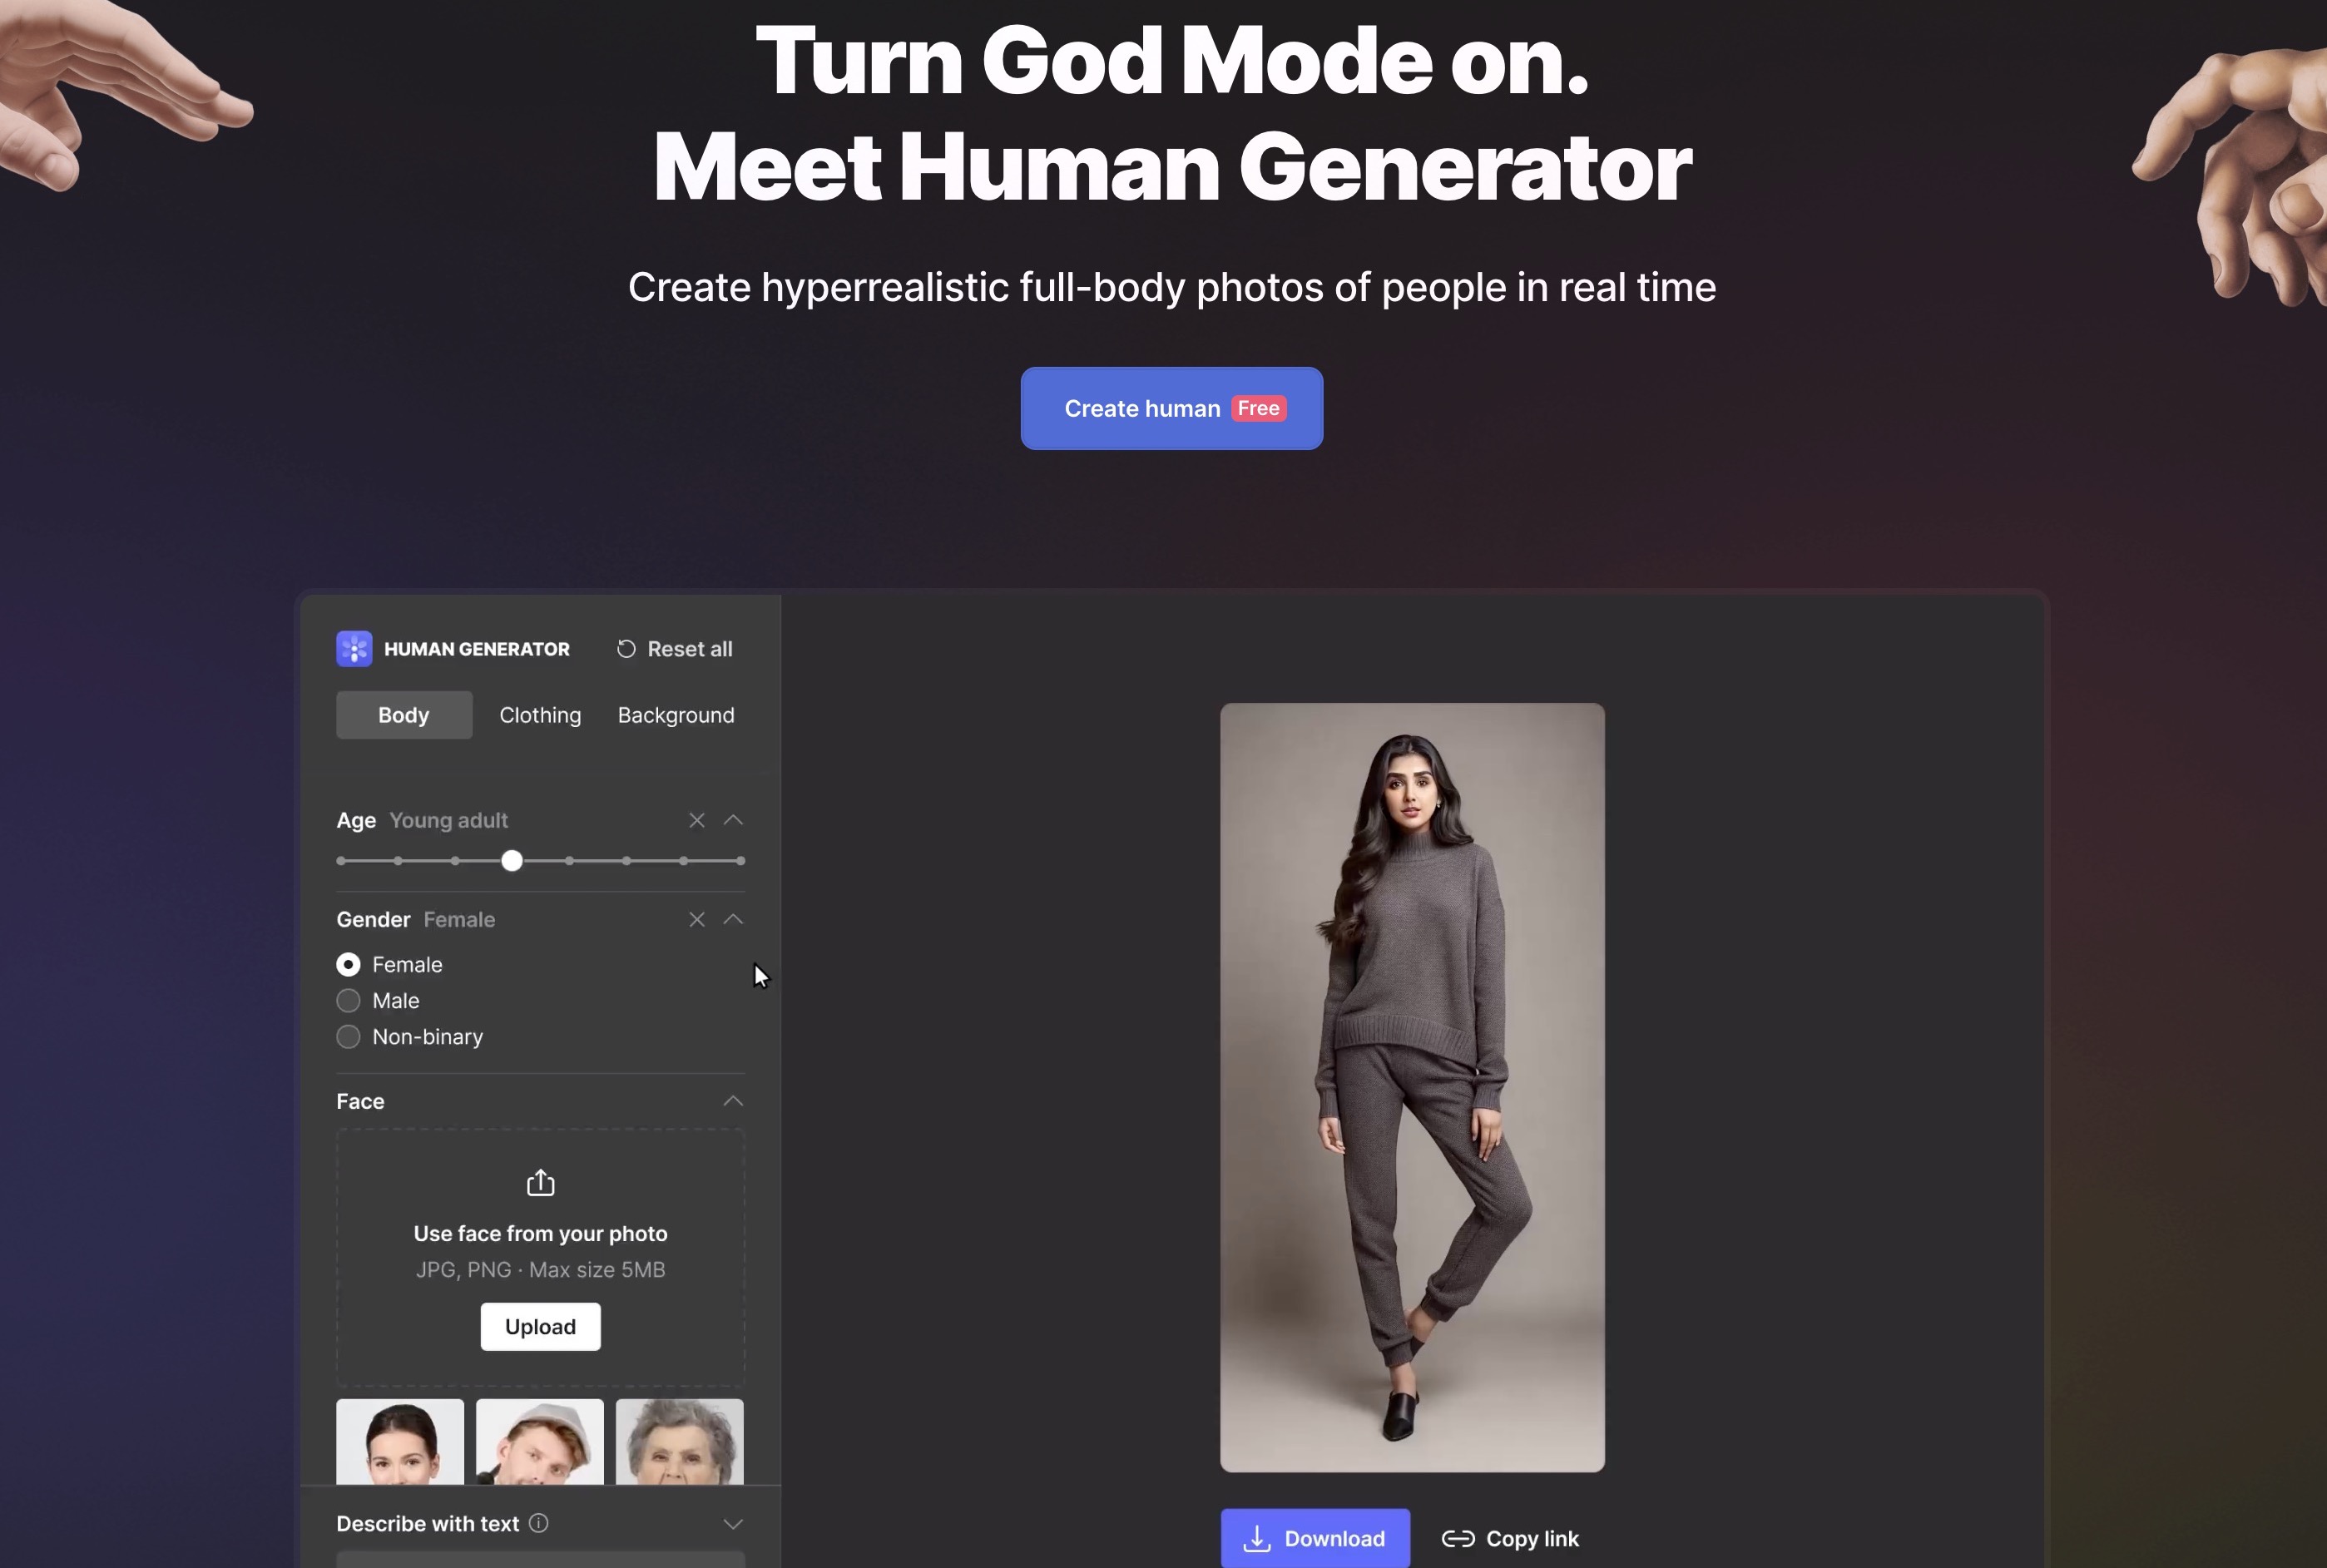 Turn God Mode on.
Meet Human Generator
Create hyperrealistic full-body photos of people in real time
Create human Free
HUMAN GENERATOR Reset all
Body Clothing Background
Age Young adult
Gender Female
Female
Male
Non-binary
Face
Use face from your photo
JPG, PNG · Max size 5MB
Upload
Describe with text
Download Copy link